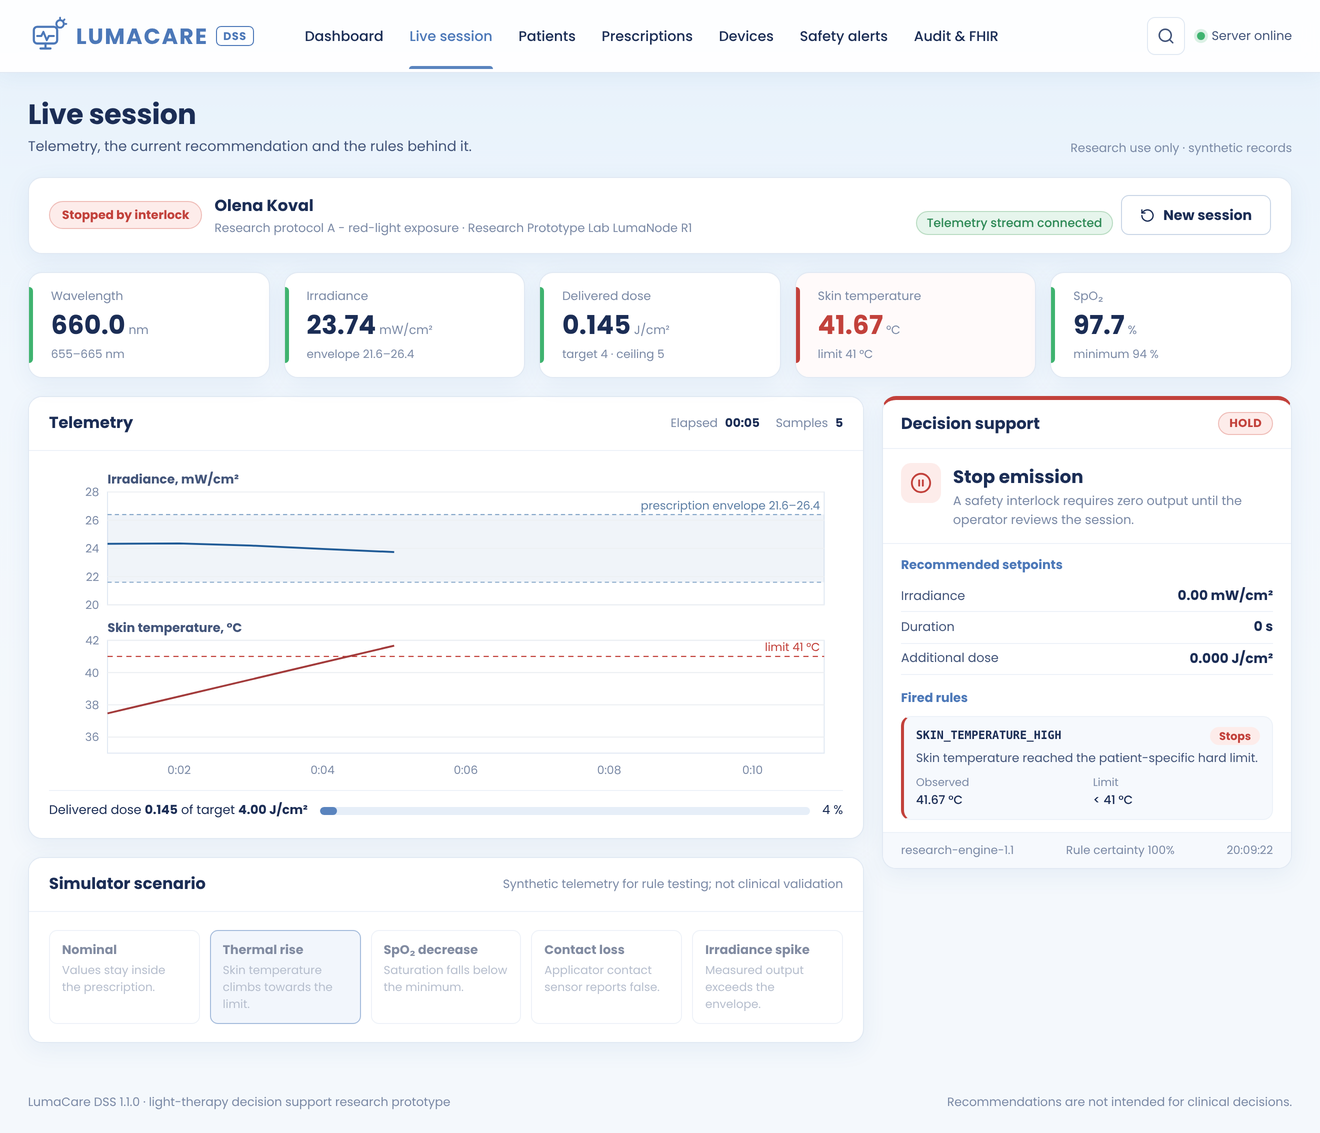 LUMACARE DSS
Dashboard
Live session
Patients
Prescriptions
Devices
Safety alerts
Audit & FHIR
Server online
Live session
Telemetry, the current recommendation and the rules behind it.
Research use only · synthetic records
Stopped by interlock
Olena Koval
Research protocol A - red-light exposure · Research Prototype Lab LumaNode R1
Telemetry stream connected
New session
Wavelength
660.0 nm
655–665 nm
Irradiance
23.74 mW/cm²
envelope 21.6–26.4
Delivered dose
0.145 J/cm²
target 4 · ceiling 5
Skin temperature
41.67 °C
limit 41 °C
SpO₂
97.7 %
minimum 94 %
Telemetry
Elapsed 00:05 Samples 5
Irradiance, mW/cm²
28
prescription envelope 21.6–26.4
26
24
22
20
Skin temperature, °C
42
limit 41 °C
40
38
36
0:02 0:04 0:06 0:08 0:10
Delivered dose 0.145 of target 4.00 J/cm²
4 %
Decision support
HOLD
Stop emission
A safety interlock requires zero output until the
operator reviews the session.
Recommended setpoints
Irradiance 0.00 mW/cm²
Duration 0 s
Additional dose 0.000 J/cm²
Fired rules
SKIN_TEMPERATURE_HIGH
Stops
Skin temperature reached the patient-specific hard limit.
Observed Limit
41.67 °C < 41 °C
research-engine-1.1 Rule certainty 100% 20:09:22
Simulator scenario
Synthetic telemetry for rule testing; not clinical validation
Nominal
Values stay inside
the prescription.
Thermal rise
Skin temperature
climbs towards the
limit.
SpO₂ decrease
Saturation falls below
the minimum.
Contact loss
Applicator contact
sensor reports false.
Irradiance spike
Measured output
exceeds the
envelope.
LumaCare DSS 1.1.0 · light-therapy decision support research prototype
Recommendations are not intended for clinical decisions.